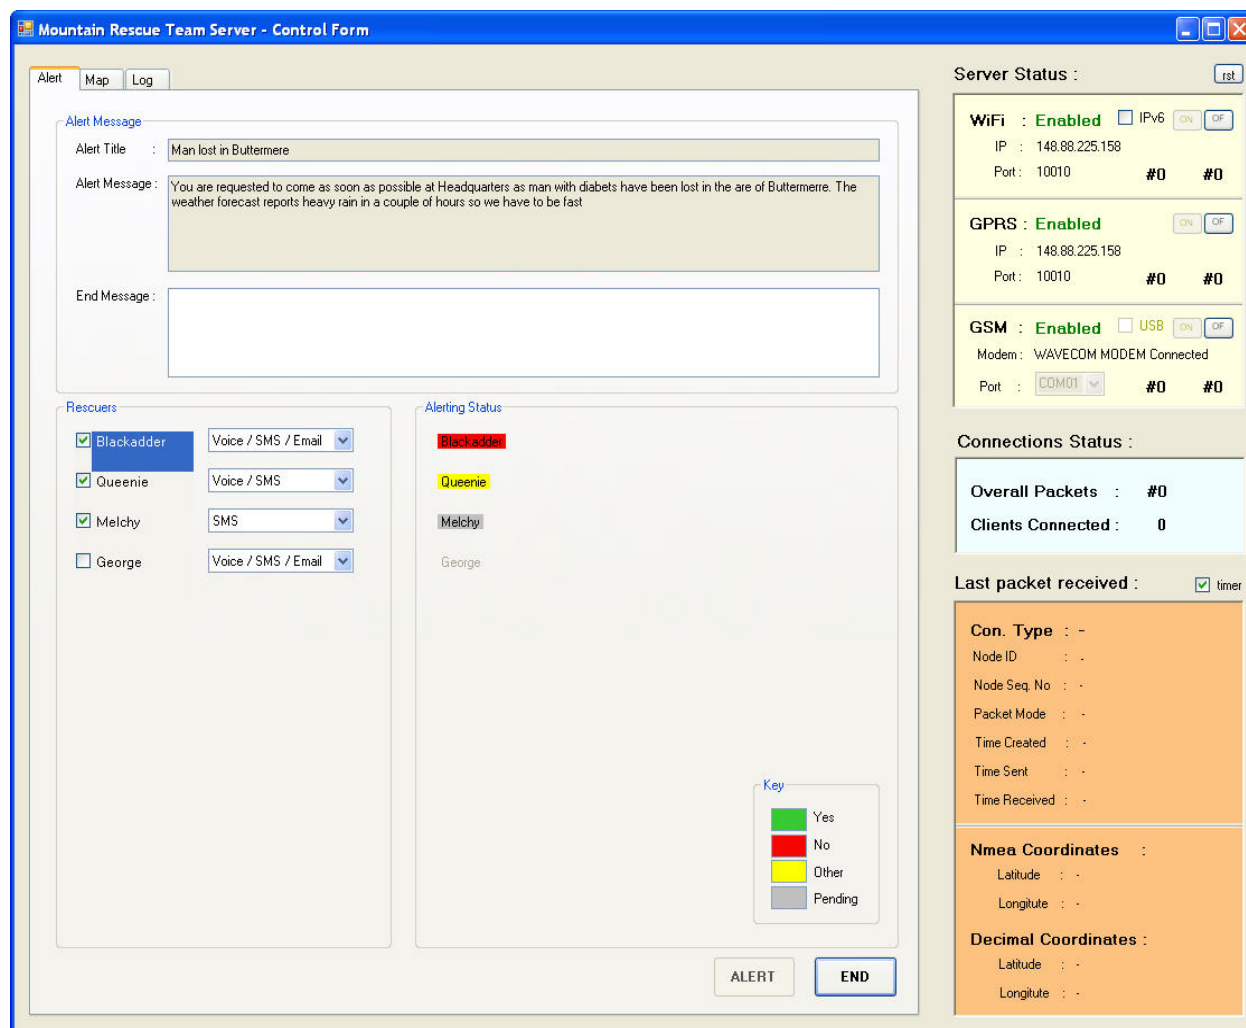 Mountain Rescue Team Server - Control Form
Alert Map Log
Alert Message
Alert Title : Man lost in Buttermere
Alert Message : You are requested to come as soon as possible at Headquarters as man with diabets have been lost in the are of Buttermerre. The
weather forecast reports heavy rain in a couple of hours so we have to be fast
End Message :
Rescuers
Blackadder Voice / SMS / Email
Queenie Voice / SMS
Melchy SMS
George Voice / SMS / Email
Alerting Status
Blackadder
Queenie
Melchy
George
Key
Yes
No
Other
Pending
ALERT END
Server Status : rst
WiFi : Enabled IPv6 ON OF
IP : 148.88.225.158
Port : 10010 #0 #0
GPRS : Enabled ON OF
IP : 148.88.225.158
Port : 10010 #0 #0
GSM : Enabled USB ON OF
Modem : WAVECOM MODEM Connected
Port : COM01 #0 #0
Connections Status :
Overall Packets : #0
Clients Connected : 0
Last packet received : timer
Con. Type : -
Node ID : -
Node Seq. No : -
Packet Mode : -
Time Created : -
Time Sent : -
Time Received : -
Nmea Coordinates :
Latitude : -
Longitute : -
Decimal Coordinates :
Latitude : -
Longitute : -